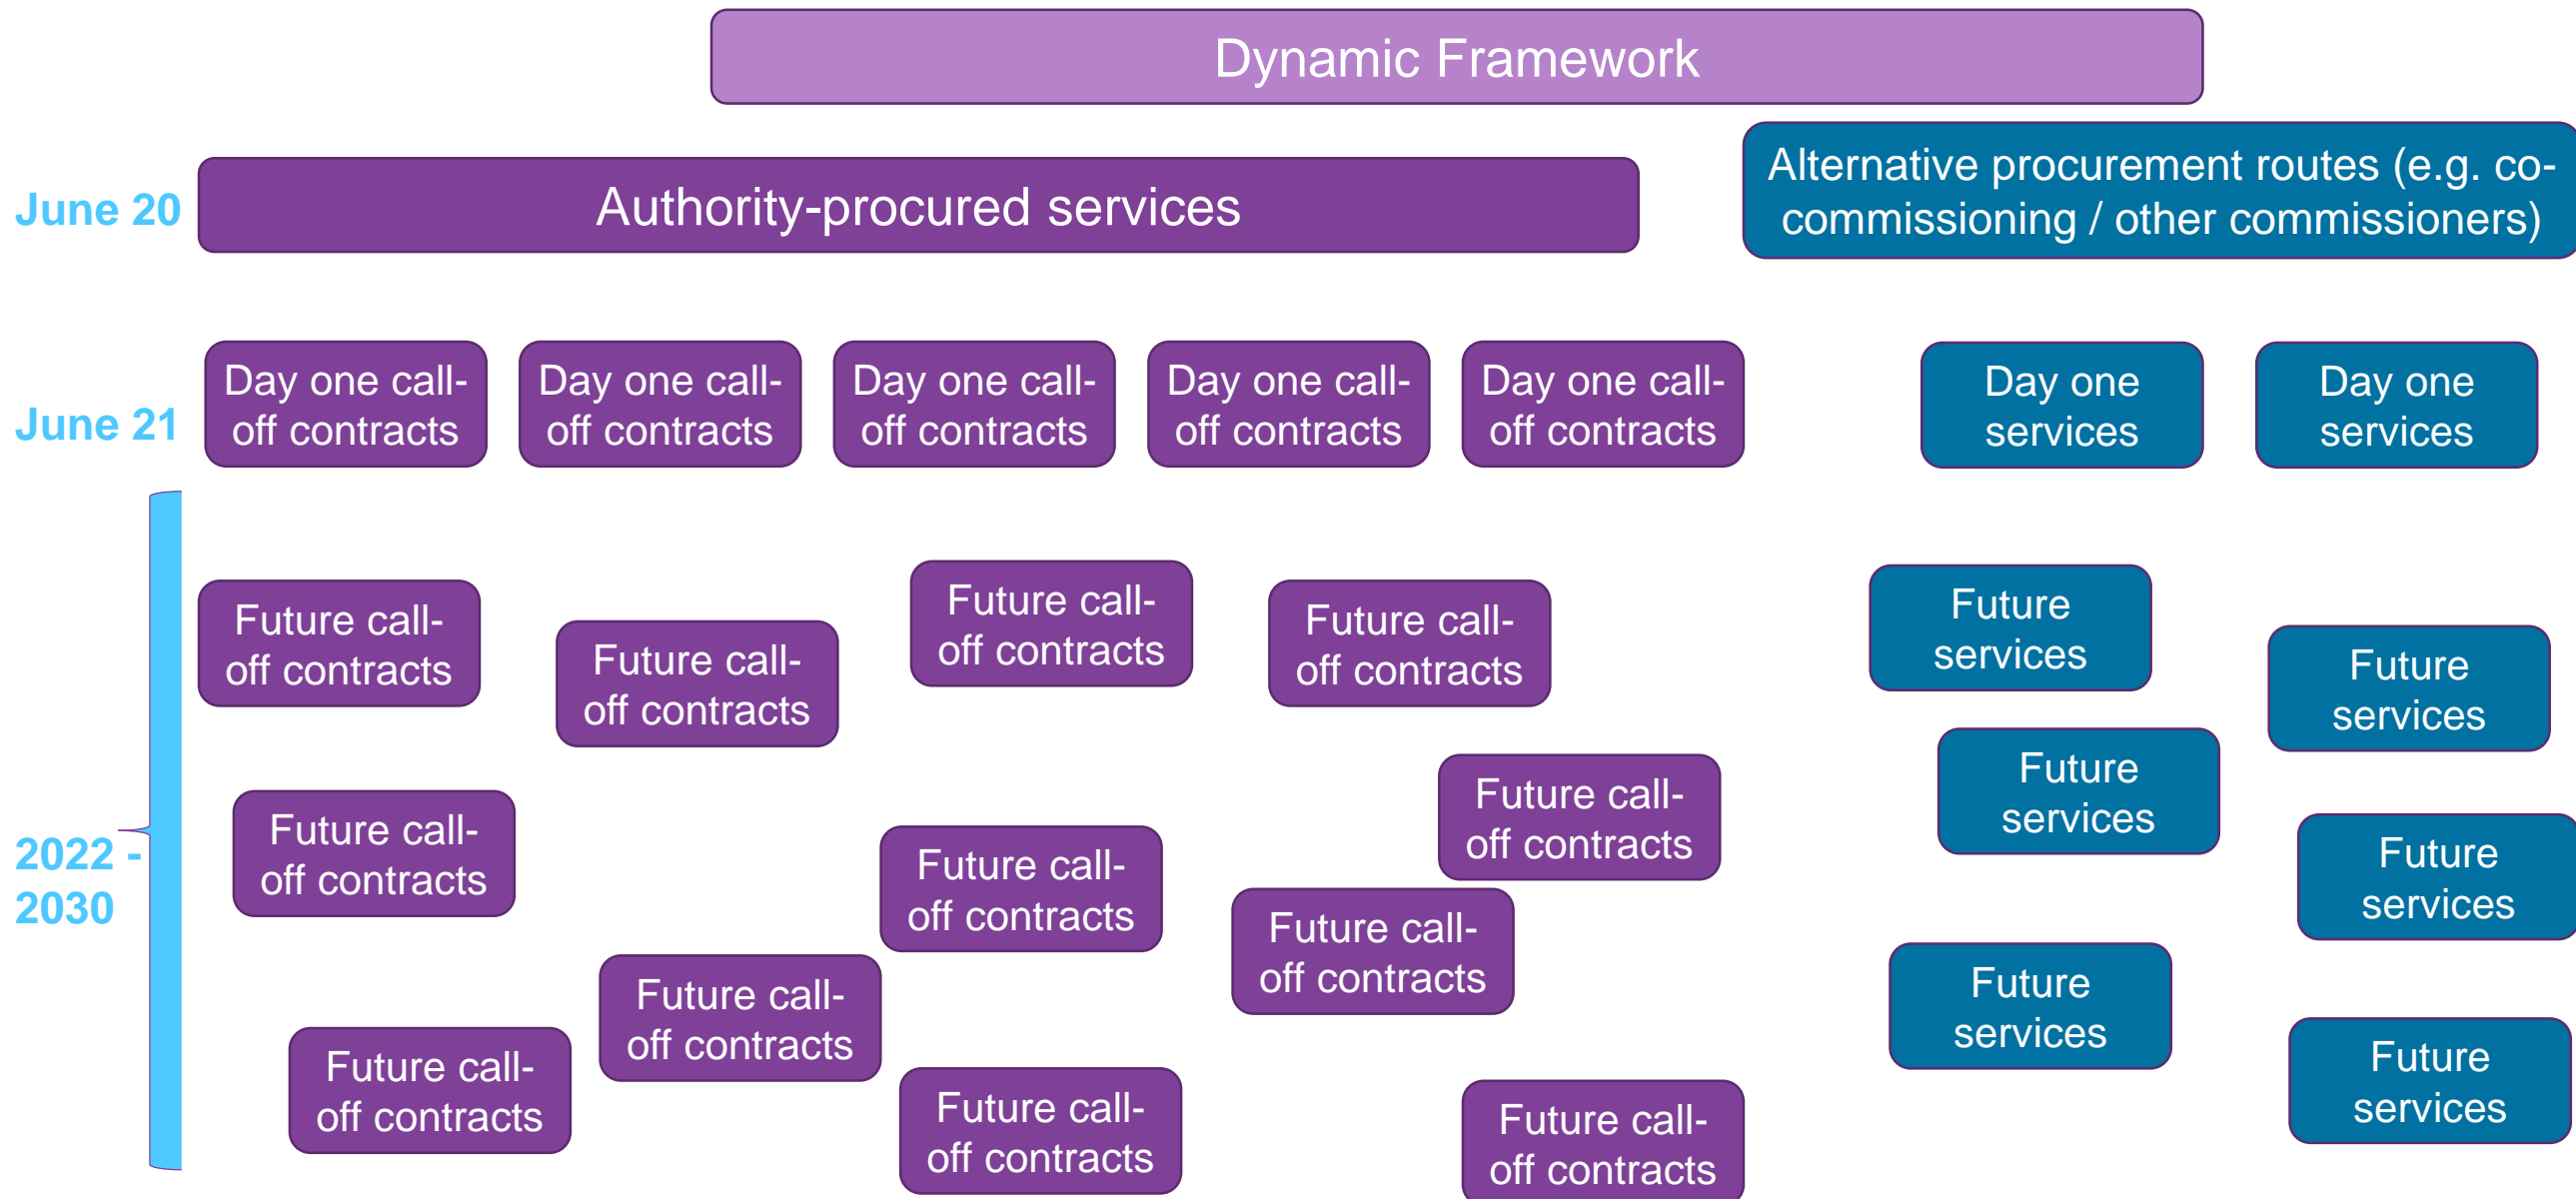 Dynamic Framework
June 20
Authority-procured services
Alternative procurement routes (e.g. co-
commissioning / other commissioners)
June 21
Day one call-
off contracts
Day one call-
off contracts
Day one call-
off contracts
Day one call-
off contracts
Day one call-
off contracts
Day one
services
Day one
services
2022 -
2030
Future call-
off contracts
Future call-
off contracts
Future call-
off contracts
Future call-
off contracts
Future
services
Future
services
Future call-
off contracts
Future call-
off contracts
Future call-
off contracts
Future
services
Future
services
Future call-
off contracts
Future call-
off contracts
Future
services
Future call-
off contracts
Future call-
off contracts
Future call-
off contracts
Future
services